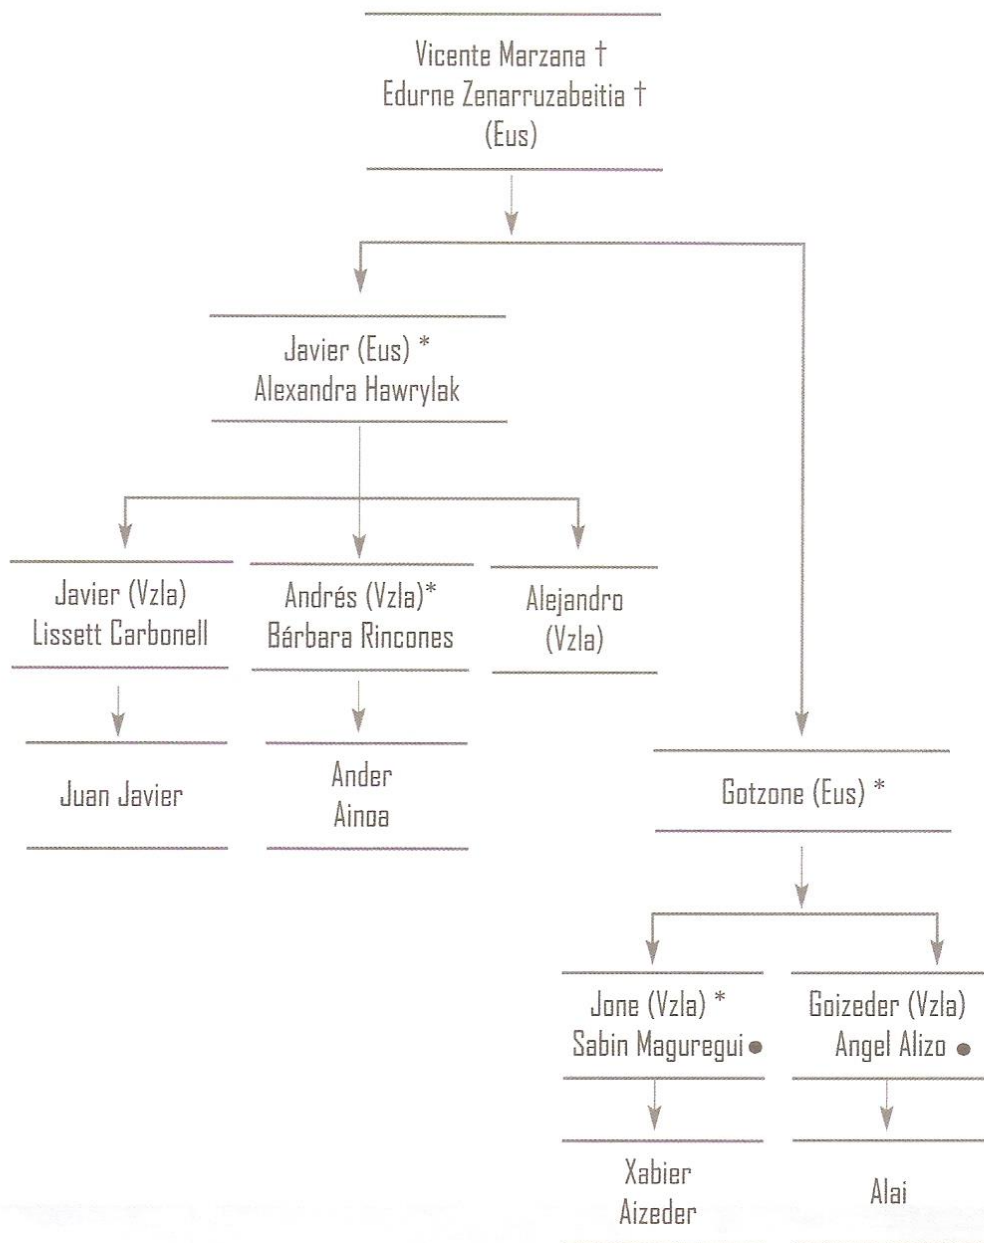 Vicente Marzana †
Edurne Zenarruzabeitia †
(Eus)
Javier (Eus) *
Alexandra Hawrylak
Javier (Vzla)
Lissett Carbonell
Andrés (Vzla)*
Bárbara Rincones
Alejandro
(Vzla)
Juan Javier
Ander
Ainoa
Gotzone (Eus) *
Jone (Vzla) *
Sabin Maguregui ●
Goizeder (Vzla)
Angel Alizo ●
Xabier
Aizeder
Alai